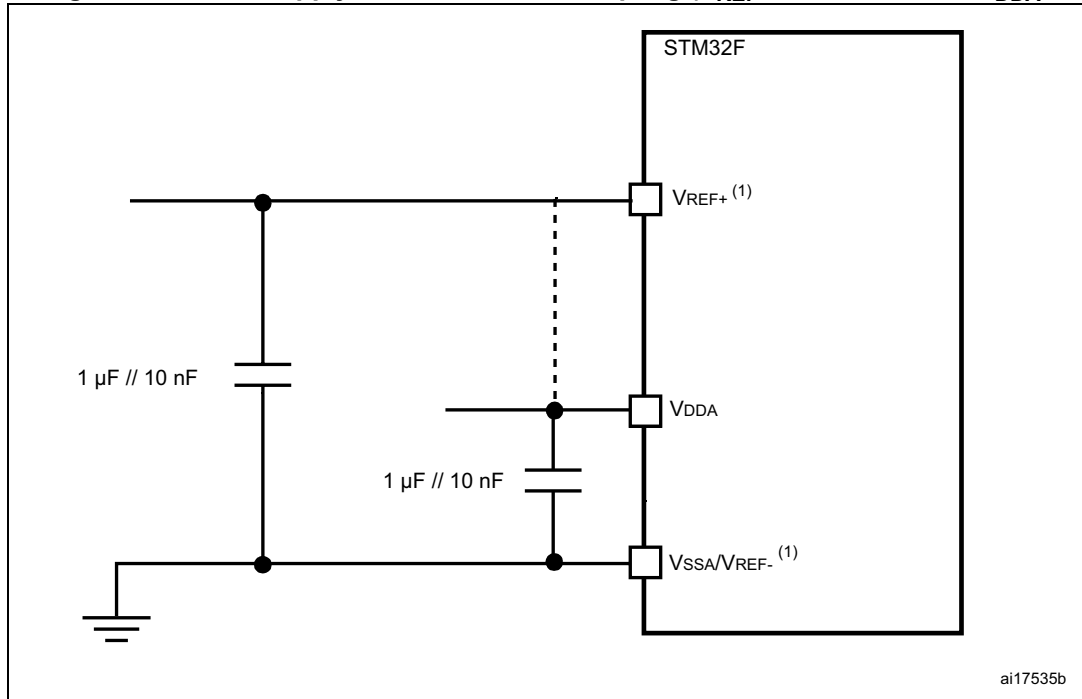 STM32F
VREF+ (1)
1 µF // 10 nF
VDDA
1 µF // 10 nF
VSSA/VREF- (1)
ai17535b